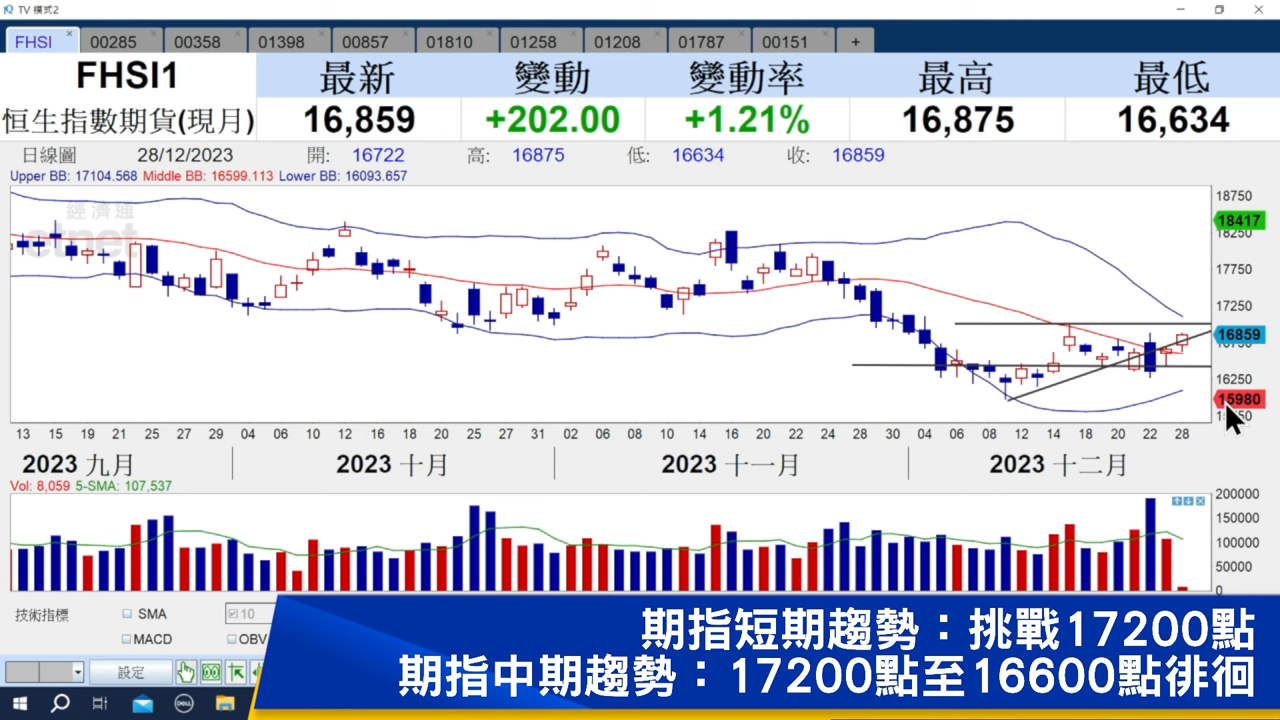 TV 模式2
FHSI 00285 00358 01398 00857 01810 01258 01208 01787 00151 +
FHSI1 最新 變動 變動率 最高 最低
恒生指數期貨(現月) 16,859 +202.00 +1.21% 16,875 16,634
日線圖 28/12/2023 開: 16722 高: 16875 低: 16634 收: 16859
Upper BB: 17104.568 Middle BB: 16599.113 Lower BB: 16093.657
經濟通
etnet
18750
18417
18250
17750
17250
16859
16250
15980
13 15 19 21 25 27 29 04 06 10 12 16 18 20 24 27 31 02 06 08 10 14 16 20 22 24 28 30 04 06 08 12 14 18 20 22 28
2023 九月 2023 十月 2023 十一月 2023 十二月
Vol: 8,059 5-SMA: 107,537
200000
150000
100000
50000
0
技術指標 SMA 10
MACD OBV
設定
期指短期趨勢：挑戰17200點
期指中期趨勢：17200點至16600點徘徊
DELL